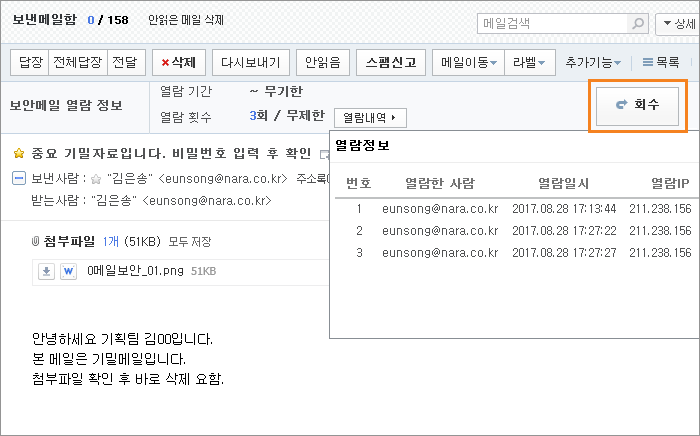 보낸메일함 0 / 158 안읽은 메일 삭제 메일검색 상세
답장 전체답장 전달 ×삭제 다시보내기 안읽음 스팸신고 메일이동 라벨 추가기능 목록
보안메일 열람 정보
열람 기간 ~ 무기한
열람 횟수 3회 / 무제한 열람내역
회수
중요 기밀자료입니다. 비밀번호 입력 후 확인
보낸사람 : "김은송" <eunsong@nara.co.kr> 주소록에
받는사람 : <eunsong@nara.co.kr>
열람정보
번호 열람한 사람 열람일시 열람IP
1 eunsong@nara.co.kr 2017.08.28 17:13:44 211.238.156
2 eunsong@nara.co.kr 2017.08.28 17:27:22 211.238.156
3 eunsong@nara.co.kr 2017.08.28 17:27:27 211.238.156
첨부파일 1개 (51KB) 모두 저장
W 0메일보안_01.png 51KB
안녕하세요 기획팀 김00입니다.
본 메일은 기밀메일입니다.
첨부파일 확인 후 바로 삭제 요함.